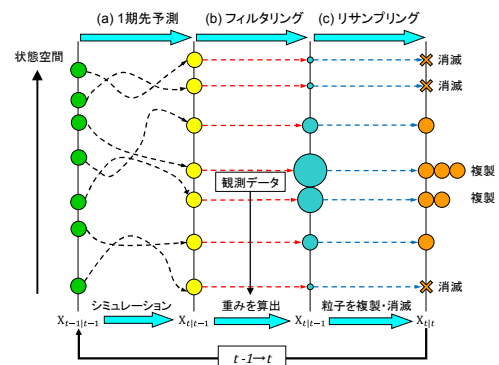 (a) 1期先予測 (b) フィルタリング (c) リサンプリング
状態空間
消滅
消滅
複製
観測データ
複製
消滅
シミュレーション 重みを算出 粒子を複製・消滅
X_{t-1|t-1} X_{t|t-1} X_{t|t-1} X_{t|t}
t-1→t